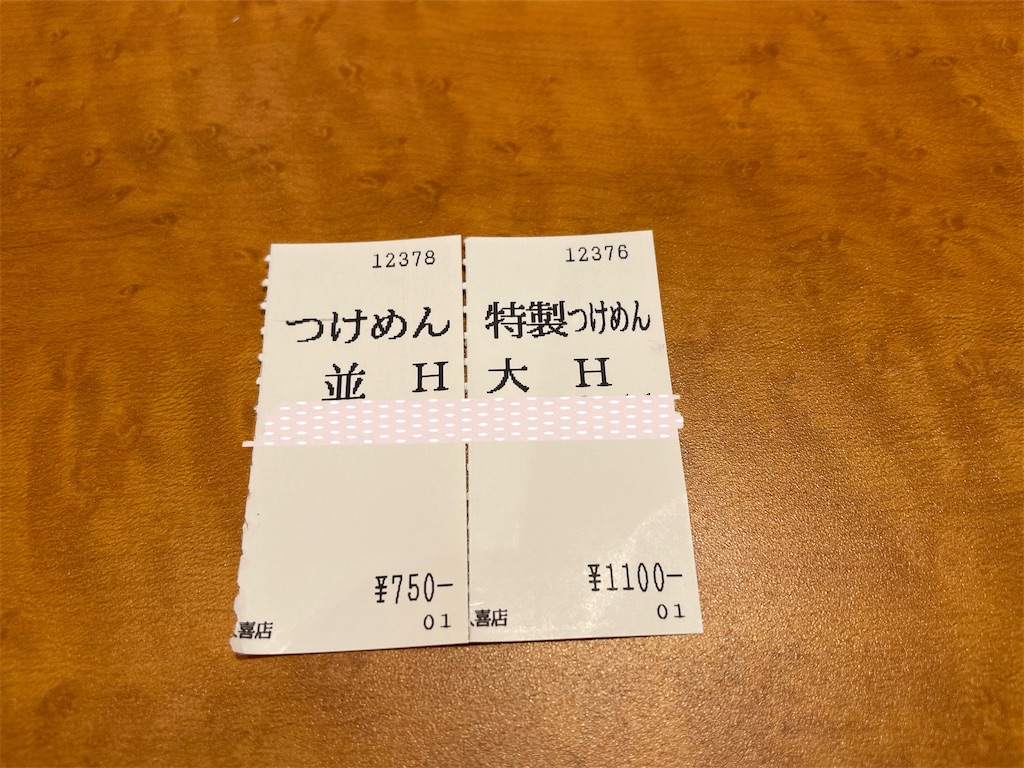 12378
つけめん
並 H
¥750-
01
喜店
12376
特製つけめん
大 H
¥1100-
01
喜店